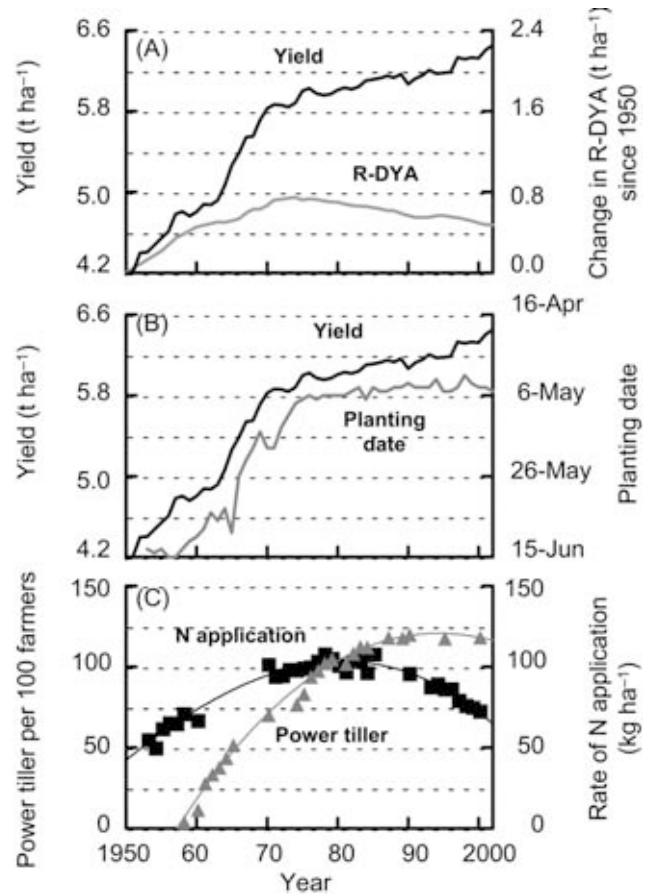 (A)
Yield
R-DYA
Yield (t ha⁻¹)
6.6
5.8
5.0
4.2
2.4
1.6
0.8
0.0
Change in R-DYA (t ha⁻¹)
since 1950
(B)
Yield
Planting
date
Yield (t ha⁻¹)
6.6
5.8
5.0
4.2
16-Apr
6-May
26-May
15-Jun
Planting date
(C)
N application
Power tiller
Power tiller per 100 farmers
150
100
50
0
150
100
50
0
Rate of N application
(kg ha⁻¹)
1950 60 70 80 90 2000
Year